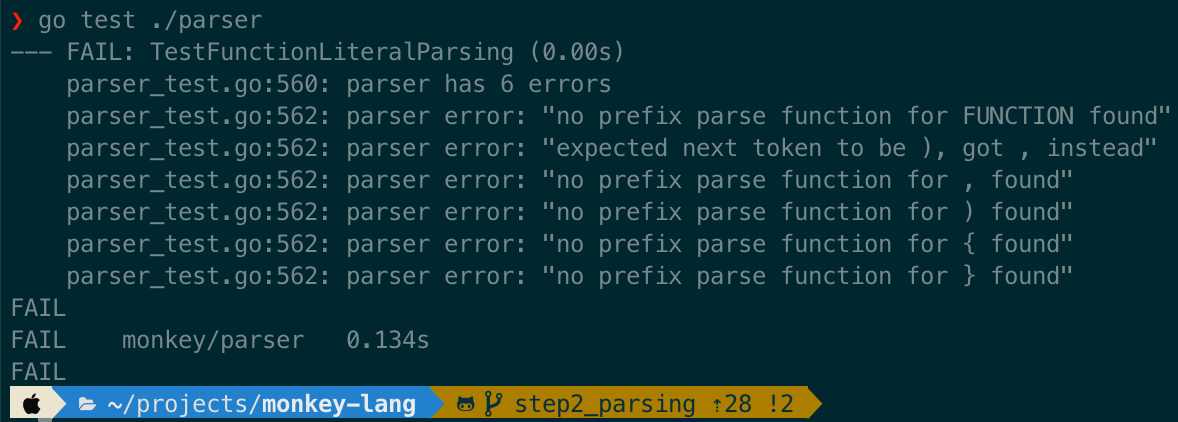 ❯ go test ./parser
--- FAIL: TestFunctionLiteralParsing (0.00s)
    parser_test.go:560: parser has 6 errors
    parser_test.go:562: parser error: "no prefix parse function for FUNCTION found"
    parser_test.go:562: parser error: "expected next token to be ), got , instead"
    parser_test.go:562: parser error: "no prefix parse function for , found"
    parser_test.go:562: parser error: "no prefix parse function for ) found"
    parser_test.go:562: parser error: "no prefix parse function for { found"
    parser_test.go:562: parser error: "no prefix parse function for } found"
FAIL
FAIL    monkey/parser   0.134s
FAIL
~/projects/monkey-lang step2_parsing ⇡28 !2